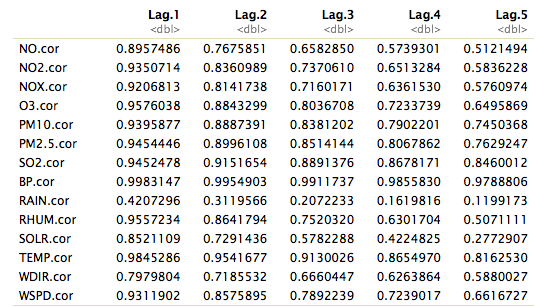 Lag.1 Lag.2 Lag.3 Lag.4 Lag.5
<dbl> <dbl> <dbl> <dbl> <dbl>
NO.cor 0.8957486 0.7675851 0.6582850 0.5739301 0.5121494
NO2.cor 0.9350714 0.8360989 0.7370610 0.6513284 0.5836228
NOX.cor 0.9206813 0.8141738 0.7160171 0.6361530 0.5760974
O3.cor 0.9576038 0.8843299 0.8036708 0.7233739 0.6495869
PM10.cor 0.9395877 0.8887391 0.8381202 0.7902201 0.7450368
PM2.5.cor 0.9454446 0.8996108 0.8514144 0.8067862 0.7629247
SO2.cor 0.9452478 0.9151654 0.8891376 0.8678171 0.8460012
BP.cor 0.9983147 0.9954903 0.9911737 0.9855830 0.9788806
RAIN.cor 0.4207296 0.3119566 0.2072233 0.1619816 0.1199173
RHUM.cor 0.9557234 0.8641794 0.7520320 0.6301704 0.5071111
SOLR.cor 0.8521109 0.7291436 0.5782288 0.4224825 0.2772907
TEMP.cor 0.9845286 0.9541677 0.9130026 0.8654970 0.8162530
WDIR.cor 0.7979804 0.7185532 0.6660447 0.6263864 0.5880027
WSPD.cor 0.9311902 0.8575895 0.7892239 0.7239017 0.6616727